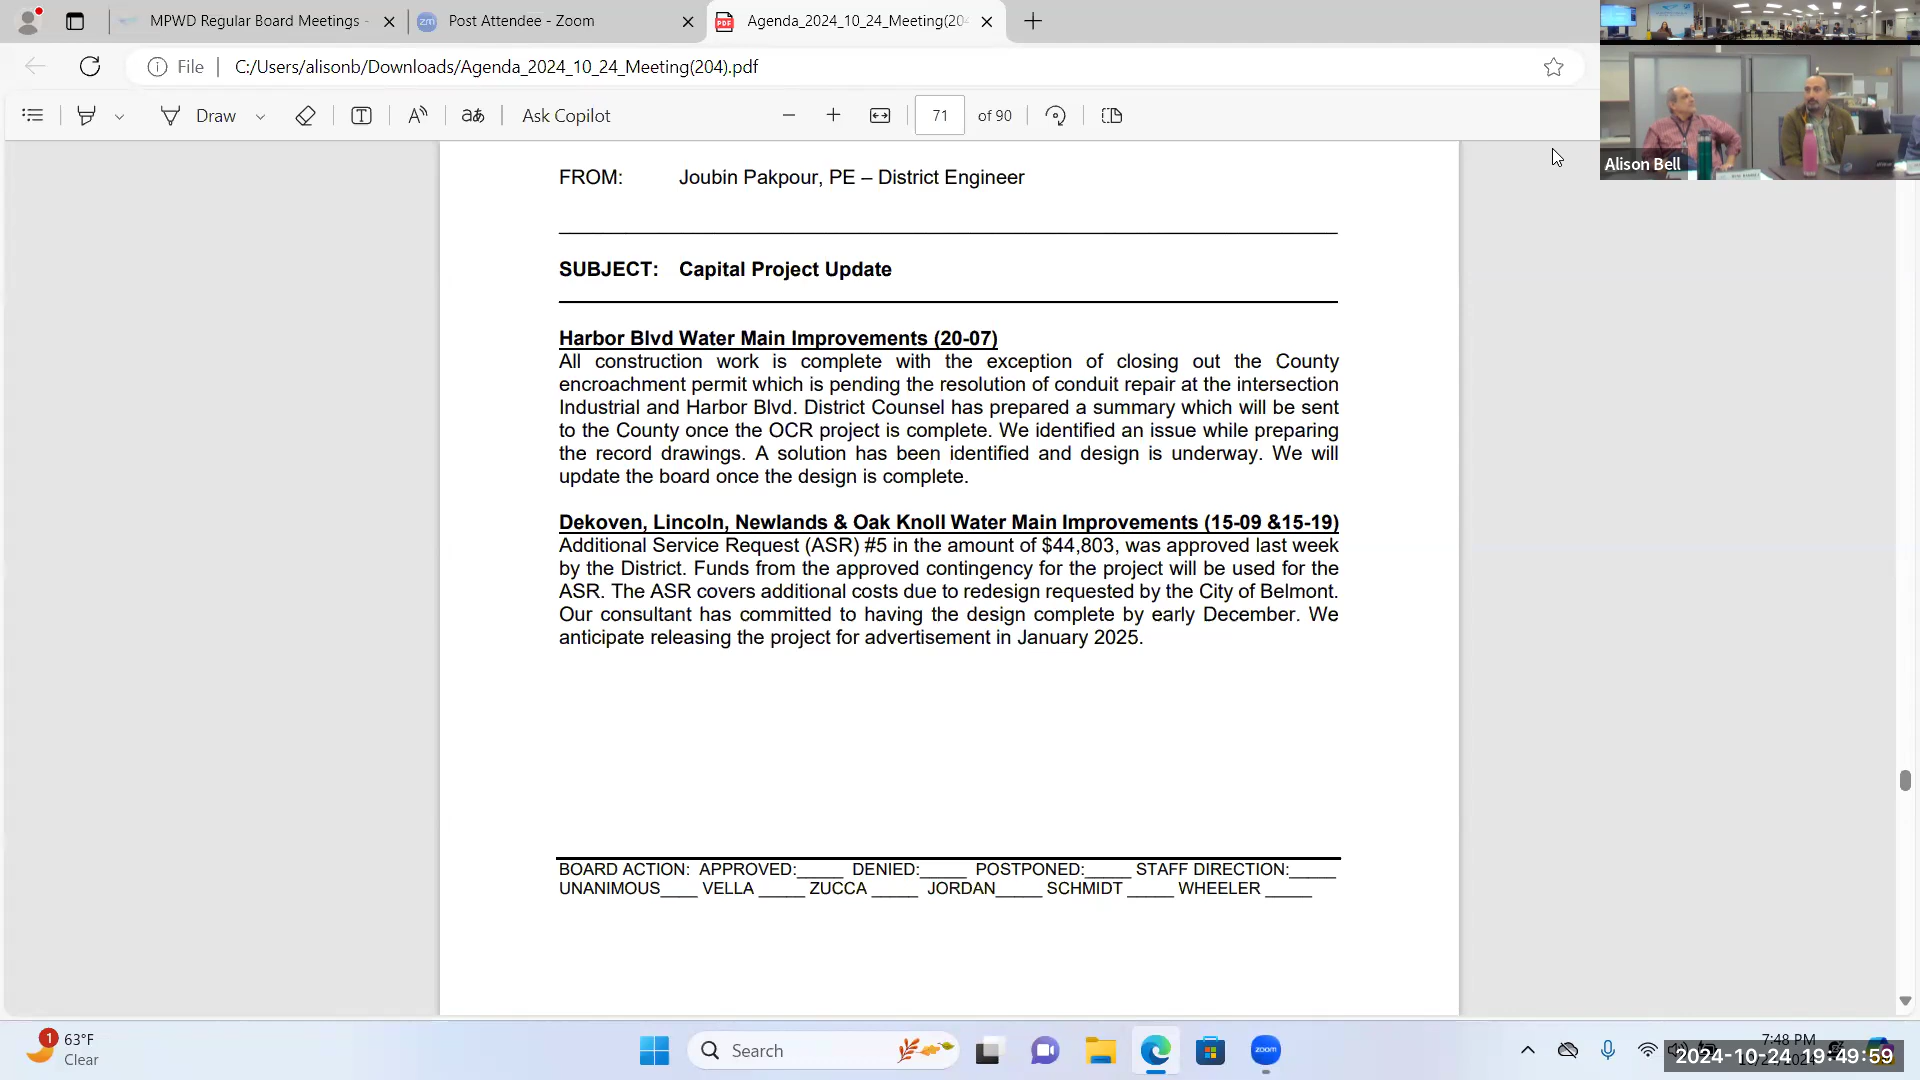 MPWD Regular Board Meetings -
zm Post Attendee - Zoom
PDF Agenda_2024_10_24_Meeting(204
File
C:/Users/alisonb/Downloads/Agenda_2024_10_24_Meeting(204).pdf
Draw
Ask Copilot
71 of 90
Alison Bell
FROM: Joubin Pakpour, PE – District Engineer
SUBJECT: Capital Project Update
Harbor Blvd Water Main Improvements (20-07)
All construction work is complete with the exception of closing out the County
encroachment permit which is pending the resolution of conduit repair at the intersection
Industrial and Harbor Blvd. District Counsel has prepared a summary which will be sent
to the County once the OCR project is complete. We identified an issue while preparing
the record drawings. A solution has been identified and design is underway. We will
update the board once the design is complete.
Dekoven, Lincoln, Newlands & Oak Knoll Water Main Improvements (15-09 &15-19)
Additional Service Request (ASR) #5 in the amount of $44,803, was approved last week
by the District. Funds from the approved contingency for the project will be used for the
ASR. The ASR covers additional costs due to redesign requested by the City of Belmont.
Our consultant has committed to having the design complete by early December. We
anticipate releasing the project for advertisement in January 2025.
BOARD ACTION: APPROVED:_____ DENIED:_____ POSTPONED:_____ STAFF DIRECTION:_____
UNANIMOUS____ VELLA _____ ZUCCA _____ JORDAN_____ SCHMIDT _____ WHEELER _____
1
63°F
Clear
Search
zoom
7:48 PM
2024-10-24 19:49:59